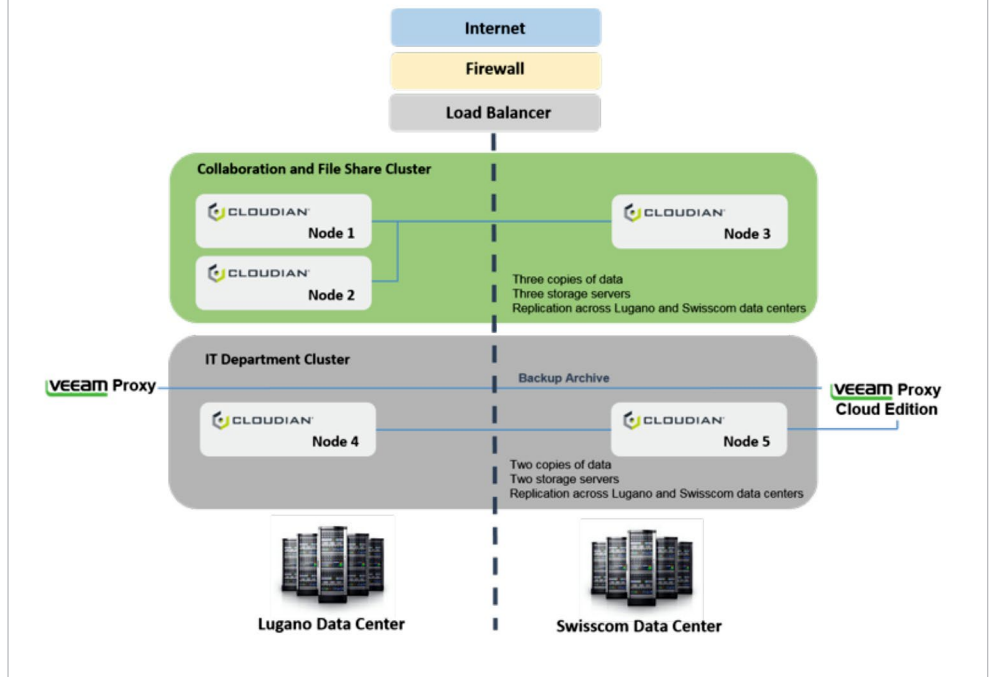 Internet
Firewall
Load Balancer
Collaboration and File Share Cluster
CLOUDIAN
Node 1
CLOUDIAN
Node 3
CLOUDIAN
Node 2
Three copies of data
Three storage servers
Replication across Lugano and Swisscom data centers
IT Department Cluster
veeam Proxy
Backup Archive
veeam Proxy
Cloud Edition
CLOUDIAN
Node 4
CLOUDIAN
Node 5
Two copies of data
Two storage servers
Replication across Lugano and Swisscom data centers
Lugano Data Center
Swisscom Data Center